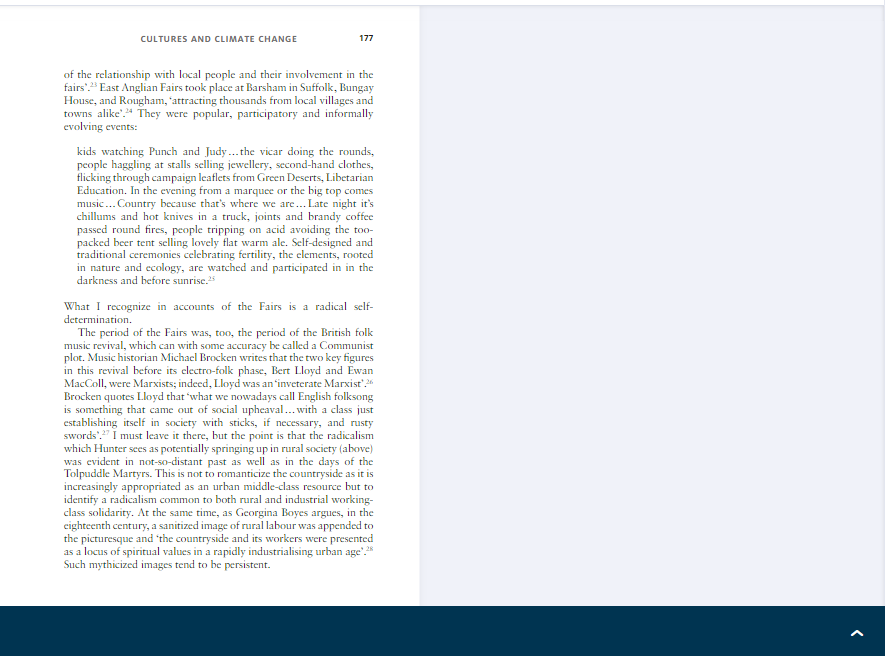 CULTURES AND CLIMATE CHANGE 177
of the relationship with local people and their involvement in the
fairs’.²³ East Anglian Fairs took place at Barsham in Suffolk, Bungay
House, and Rougham, ‘attracting thousands from local villages and
towns alike’.²⁴ They were popular, participatory and informally
evolving events:
kids watching Punch and Judy…the vicar doing the rounds,
people haggling at stalls selling jewellery, second-hand clothes,
flicking through campaign leaflets from Green Deserts, Libetarian
Education. In the evening from a marquee or the big top comes
music…Country because that’s where we are…Late night it’s
chillums and hot knives in a truck, joints and brandy coffee
passed round fires, people tripping on acid avoiding the too-
packed beer tent selling lovely flat warm ale. Self-designed and
traditional ceremonies celebrating fertility, the elements, rooted
in nature and ecology, are watched and participated in in the
darkness and before sunrise.²⁵
What I recognize in accounts of the Fairs is a radical self-
determination.
The period of the Fairs was, too, the period of the British folk
music revival, which can with some accuracy be called a Communist
plot. Music historian Michael Brocken writes that the two key figures
in this revival before its electro-folk phase, Bert Lloyd and Ewan
MacColl, were Marxists; indeed, Lloyd was an ‘inveterate Marxist’.²⁶
Brocken quotes Lloyd that ‘what we nowadays call English folksong
is something that came out of social upheaval…with a class just
establishing itself in society with sticks, if necessary, and rusty
swords’.²⁷ I must leave it there, but the point is that the radicalism
which Hunter sees as potentially springing up in rural society (above)
was evident in not-so-distant past as well as in the days of the
Tolpuddle Martyrs. This is not to romanticize the countryside as it is
increasingly appropriated as an urban middle-class resource but to
identify a radicalism common to both rural and industrial working-
class solidarity. At the same time, as Georgina Boyes argues, in the
eighteenth century, a sanitized image of rural labour was appended to
the picturesque and ‘the countryside and its workers were presented
as a locus of spiritual values in a rapidly industrialising urban age’.²⁸
Such mythicized images tend to be persistent.